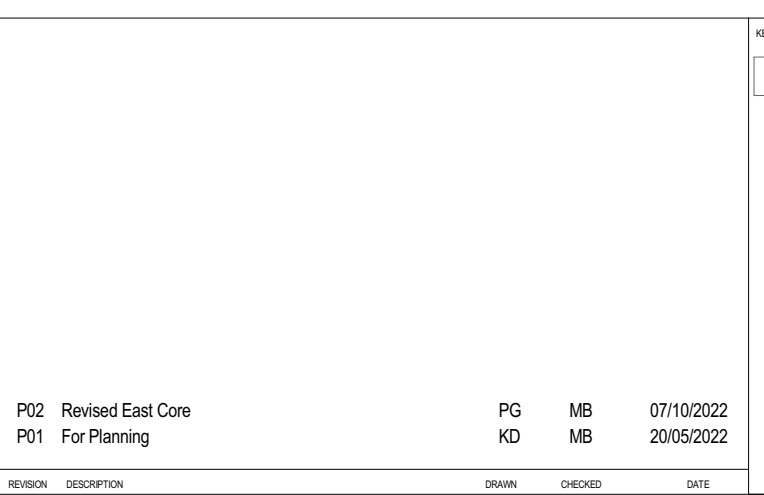 KE
P02 Revised East Core PG MB 07/10/2022
P01 For Planning KD MB 20/05/2022
REVISION DESCRIPTION DRAWN CHECKED DATE